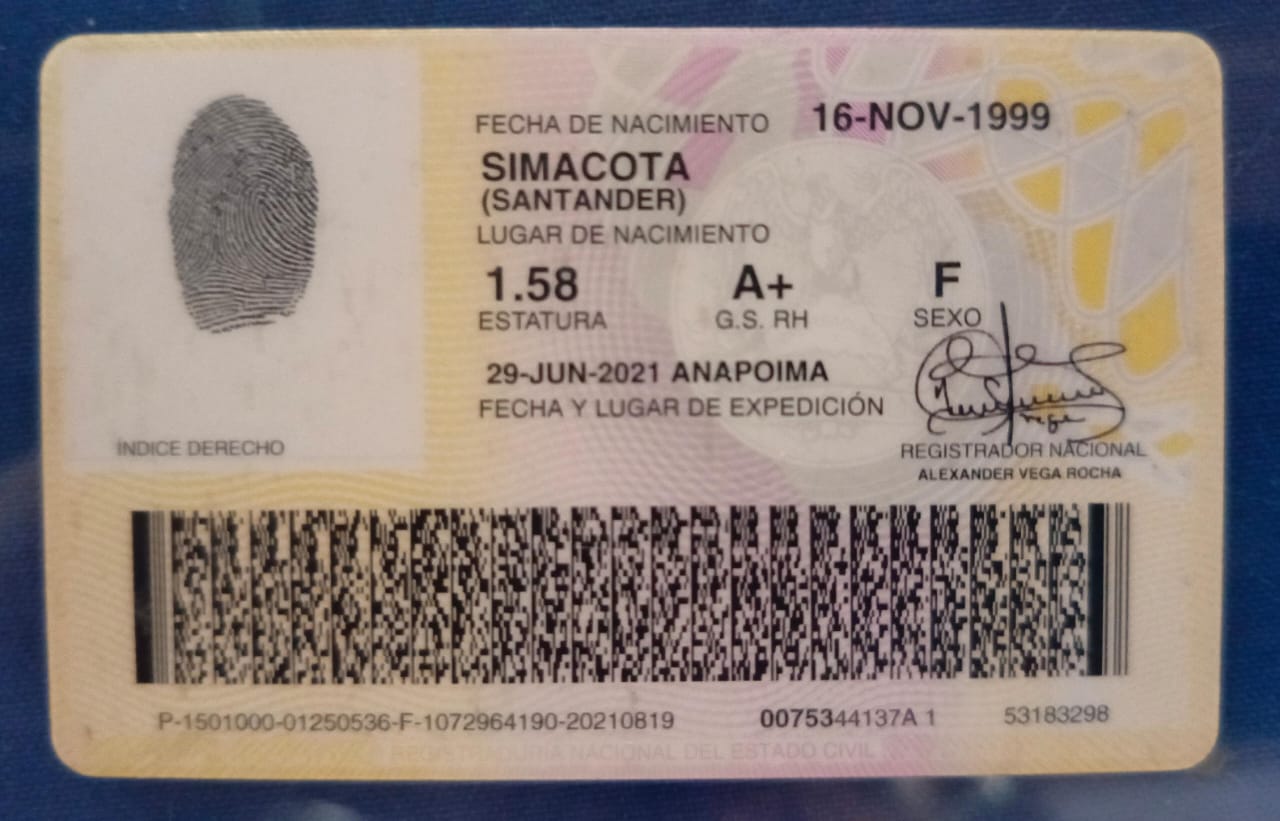 FECHA DE NACIMIENTO 16-NOV-1999
SIMACOTA
(SANTANDER)
LUGAR DE NACIMIENTO
1.58 A+ F
ESTATURA G.S. RH SEXO
29-JUN-2021 ANAPOIMA
FECHA Y LUGAR DE EXPEDICIÓN
ÍNDICE DERECHO
REGISTRADOR NACIONAL
ALEXANDER VEGA ROCHA
P-1501000-01250536-F-1072964190-20210819 0075344137A 1 53183298
REGISTRADURÍA NACIONAL DEL ESTADO CIVIL